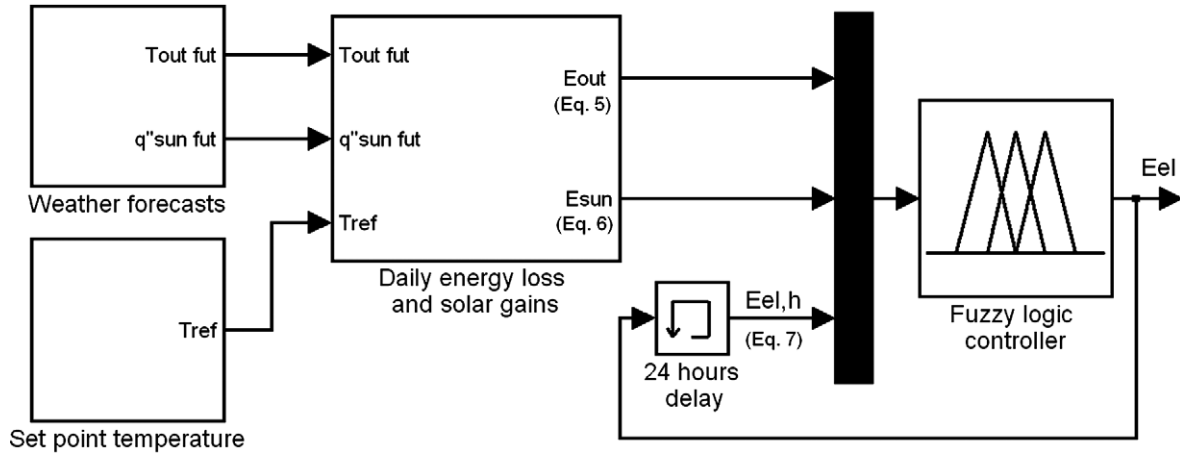 Tout fut
q"sun fut
Weather forecasts
Tref
Set point temperature
Tout fut
q"sun fut
Tref
Eout
(Eq. 5)
Esun
(Eq. 6)
Daily energy loss
and solar gains
Eel,h
(Eq. 7)
24 hours
delay
Fuzzy logic
controller
Eel